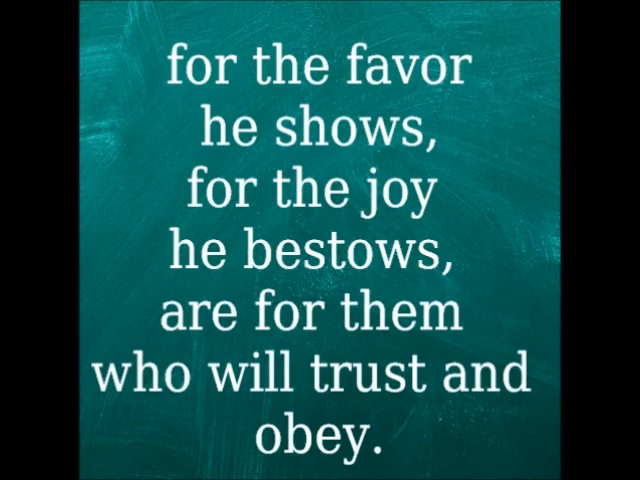 for the favor
he shows,
for the joy
he bestows,
are for them
who will trust and
obey.